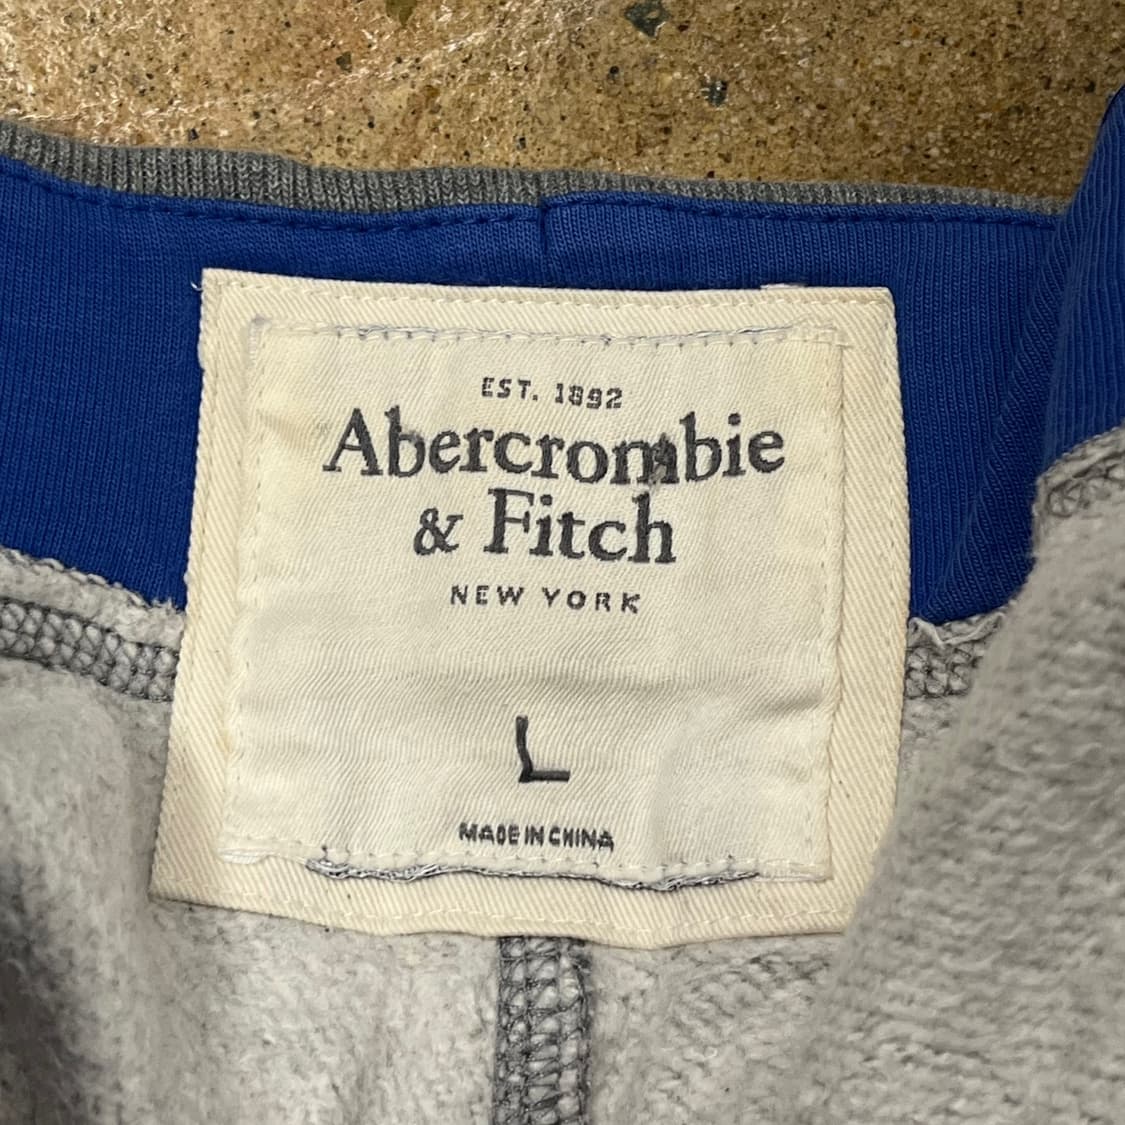 EST. 1892
Abercrombie
& Fitch
NEW YORK
L
MADE IN CHINA